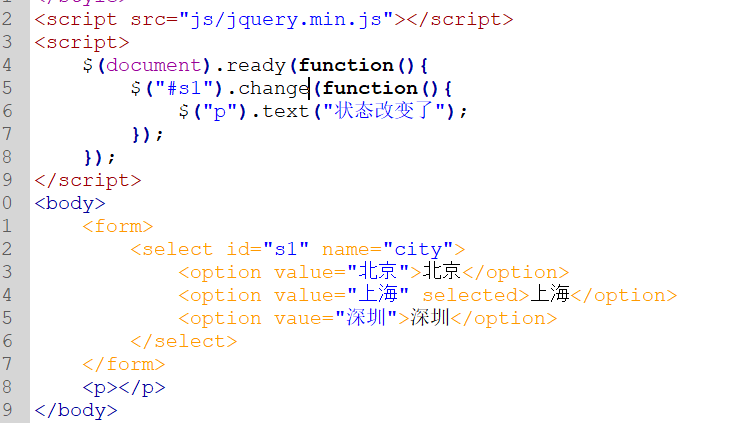 2 <script src="js/jquery.min.js"></script>
3 <script>
4 $(document).ready(function(){
5 $("#s1").change(function(){
6 $("p").text("状态改变了");
7 });
8 });
9 </script>
0 <body>
1 <form>
2 <select id="s1" name="city">
3 <option value="北京">北京</option>
4 <option value="上海" selected>上海</option>
5 <option vaue="深圳">深圳</option>
6 </select>
7 </form>
8 <p></p>
9 </body>